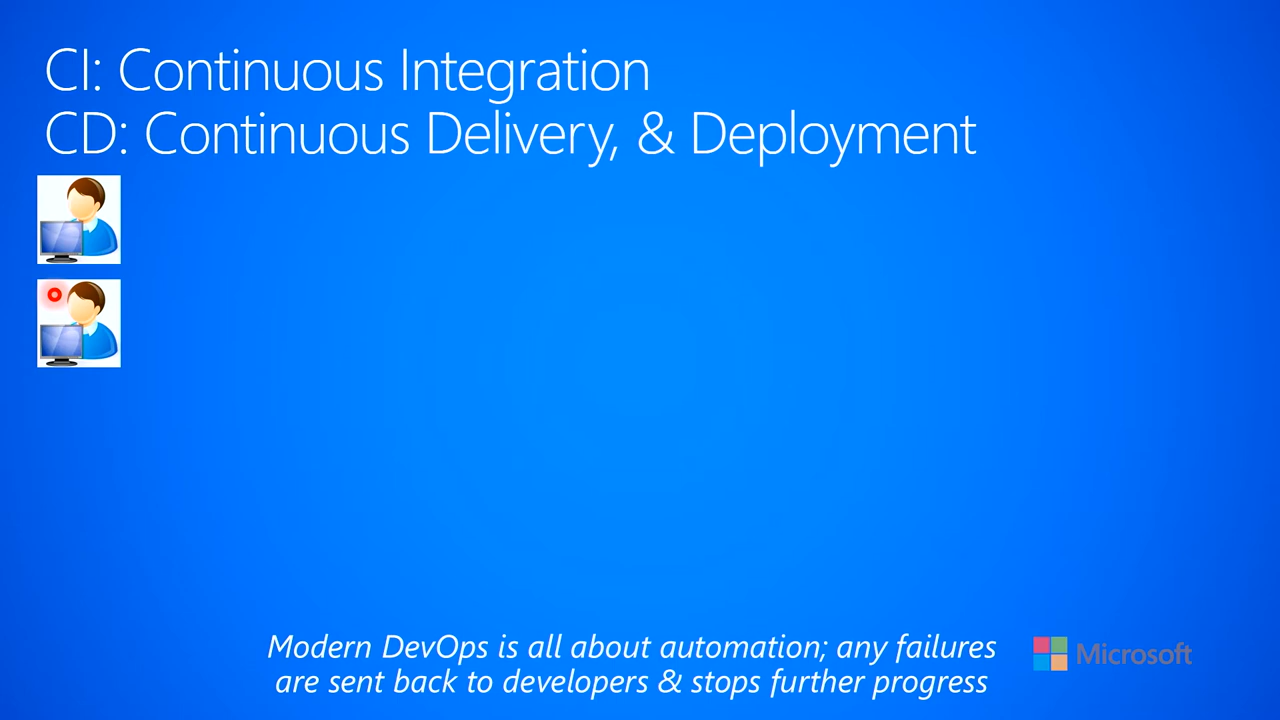 CI: Continuous Integration
CD: Continuous Delivery, & Deployment
Modern DevOps is all about automation; any failures
are sent back to developers & stops further progress
Microsoft